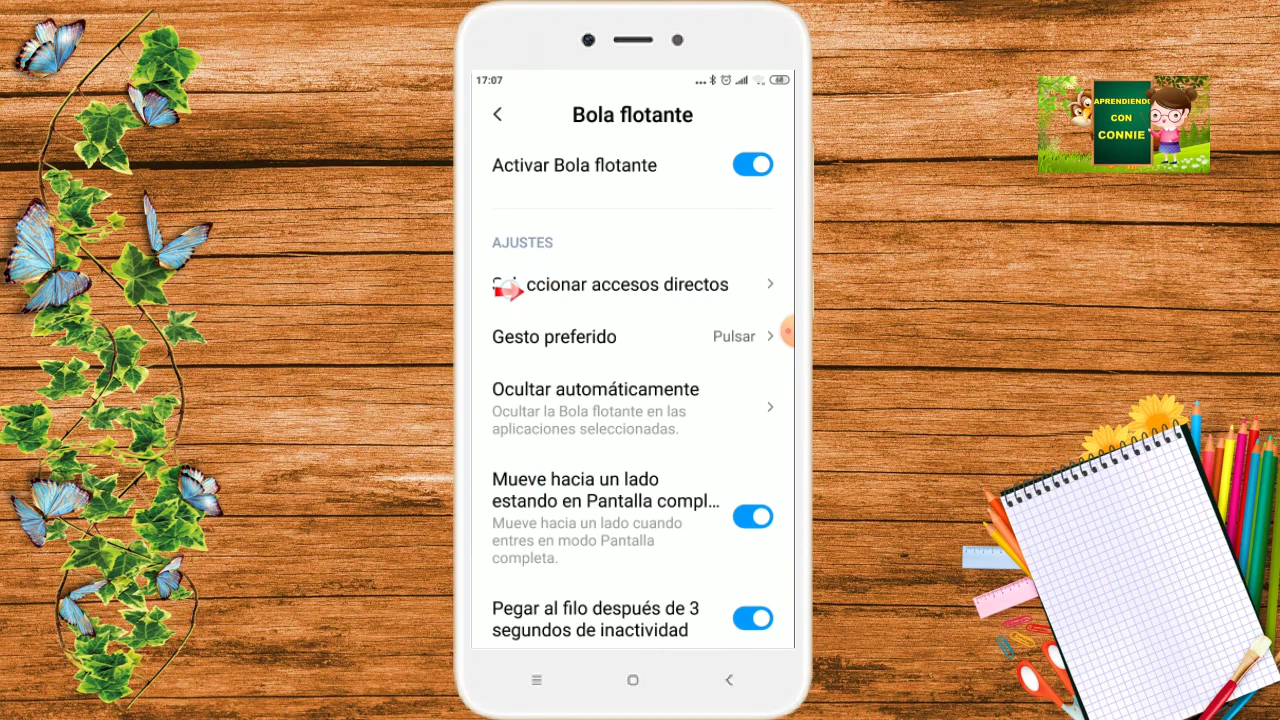 17:07
68
Bola flotante
Activar Bola flotante
AJUSTES
ccionar accesos directos
Gesto preferido
Pulsar
Ocultar automáticamente
Ocultar la Bola flotante en las
aplicaciones seleccionadas.
Mueve hacia un lado
estando en Pantalla compl...
Mueve hacia un lado cuando
entres en modo Pantalla
completa.
Pegar al filo después de 3
segundos de inactividad
APRENDIENDO
CON
CONNIE